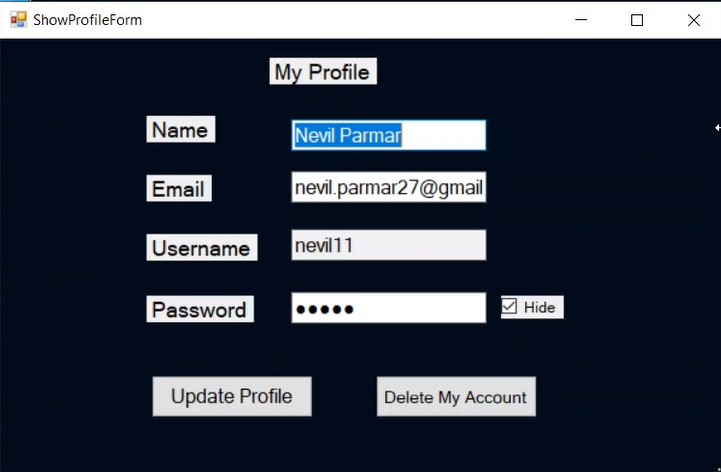 ShowProfileForm
My Profile
Name Nevil Parmar
Email nevil.parmar27@gmail
Username nevil11
Password ●●●●● Hide
Update Profile Delete My Account